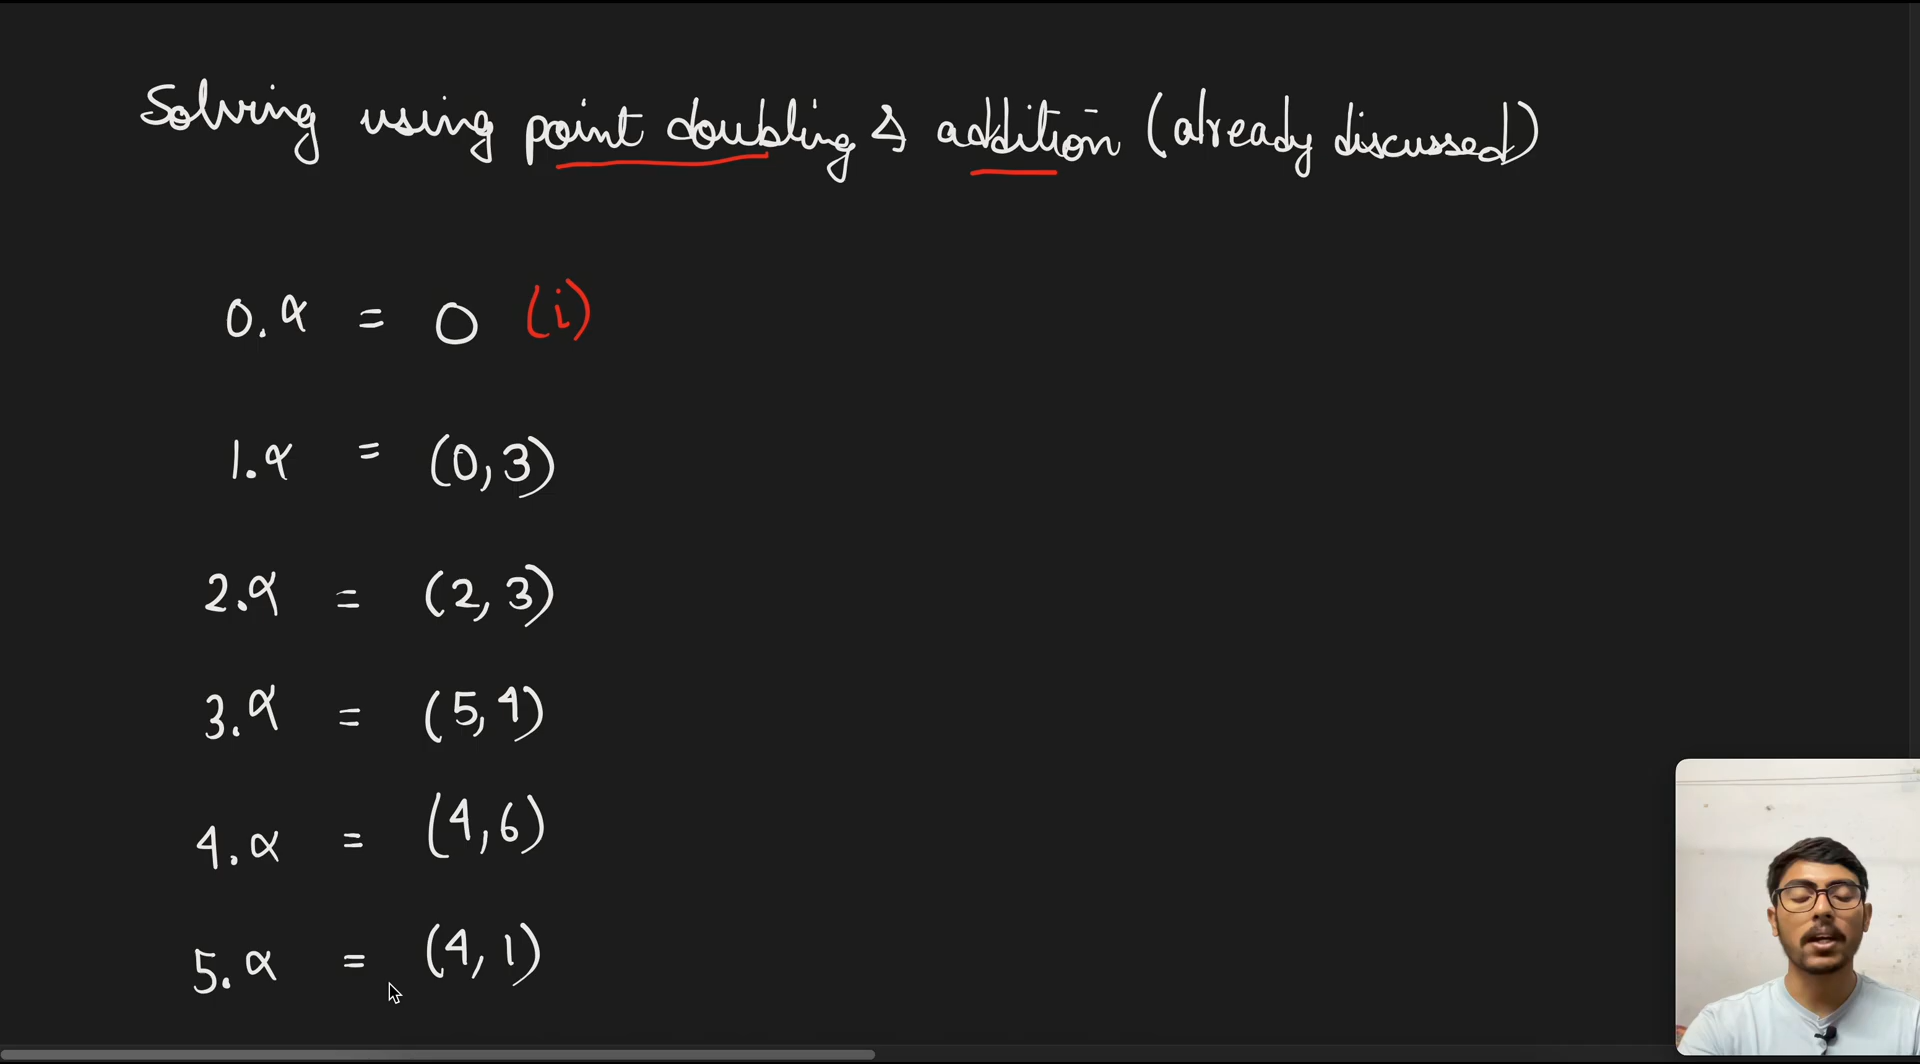 Solving using point doubling & addition (already discussed)
0.α = O (i)
1.α = (0,3)
2.α = (2,3)
3.α = (5,4)
4.α = (4,6)
5.α = (4,1)